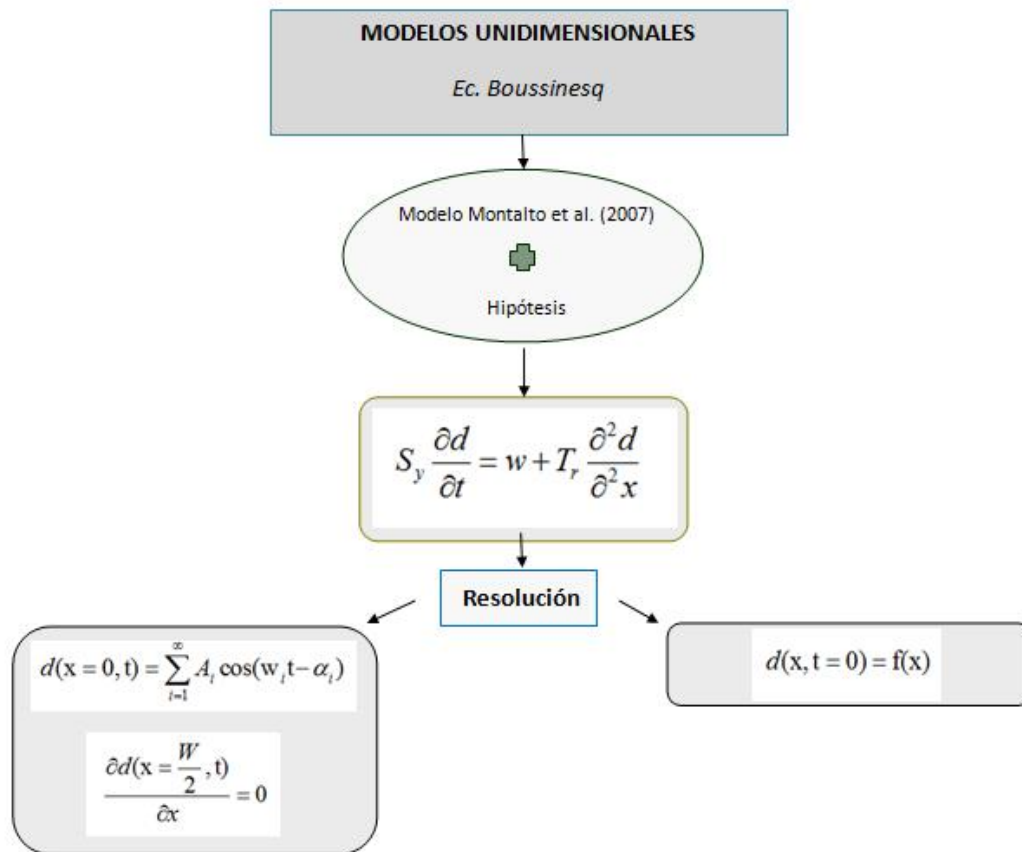 MODELOS UNIDIMENSIONALES
Ec. Boussinesq
Modelo Montalto et al. (2007)
Hipótesis
S_y ∂d/∂t = w + T_r ∂²d/∂²x
Resolución
d(x = 0, t) = ∑_{i=1}^{∞} A_i cos(w_i t − α_i)
∂d(x = W/2, t)/∂x = 0
d(x, t = 0) = f(x)